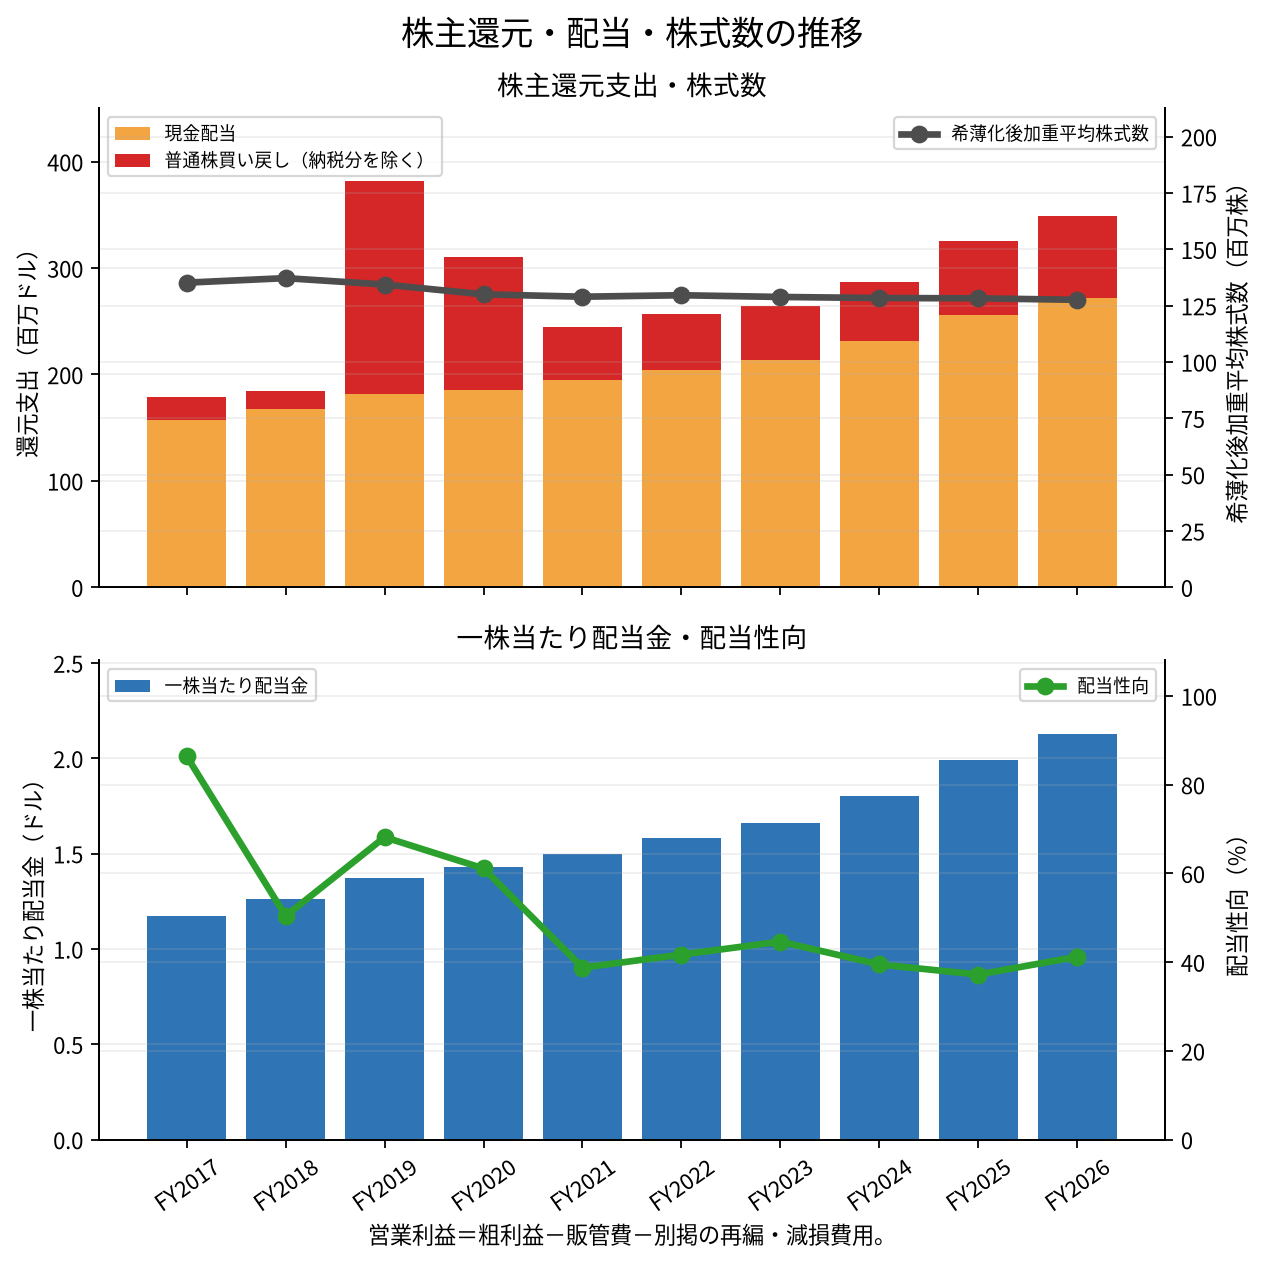 株主還元・配当・株式数の推移
株主還元支出・株式数
現金配当
普通株買い戻し（納税分を除く）
希薄化後加重平均株式数
還元支出（百万ドル）
400
300
200
100
0
200
175
150
125
100
75
50
25
0
希薄化後加重平均株式数（百万株）
一株当たり配当金・配当性向
一株当たり配当金
配当性向
一株当たり配当金（ドル）
2.5
2.0
1.5
1.0
0.5
0.0
100
80
60
40
20
0
配当性向（%）
FY2017
FY2018
FY2019
FY2020
FY2021
FY2022
FY2023
FY2024
FY2025
FY2026
営業利益＝粗利益－販管費－別掲の再編・減損費用。